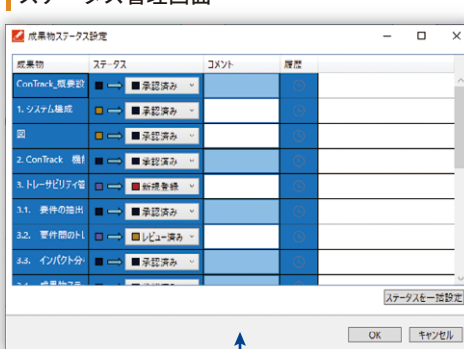 ステータス管理画面
成果物ステータス設定
成果物 ステータス コメント 履歴
ConTrack_概要設 承認済み
1. システム構成 承認済み
図 承認済み
2. ConTrack 機 承認済み
3. トレーサビリティ管 新規登録
3.1. 要件の抽出 承認済み
3.2. 要件間のトレ レビュー済み
3.3. インパクト分 承認済み
ステータスを一括設定
OK キャンセル